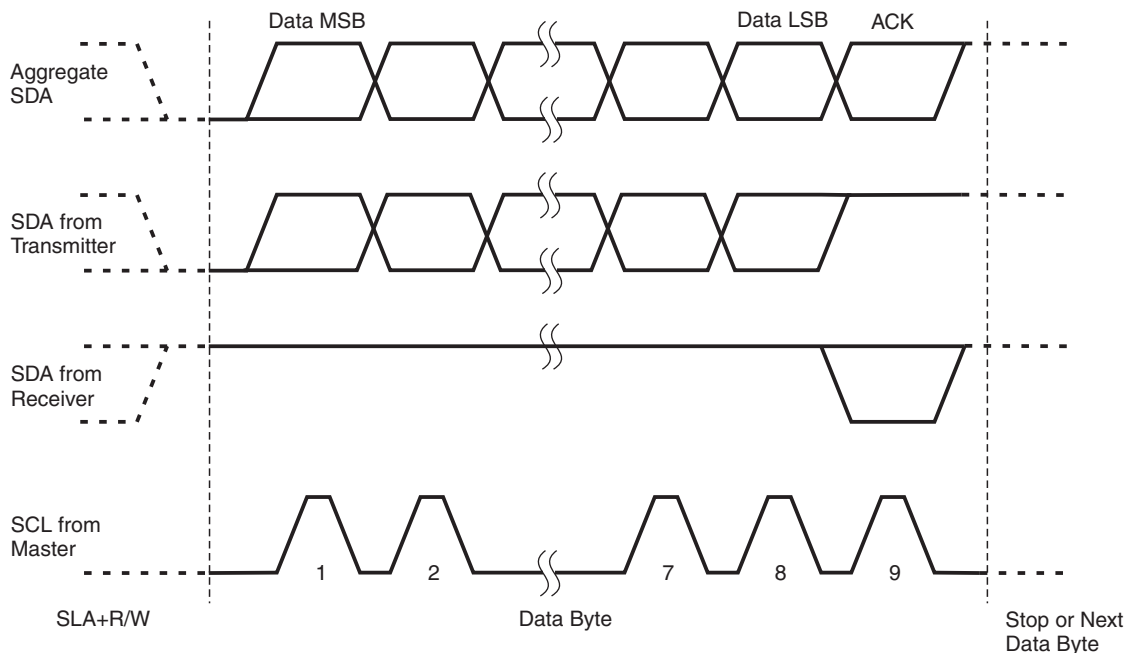 Data MSB
Data LSB
ACK
Aggregate
SDA
SDA from
Transmitter
SDA from
Receiver
SCL from
Master
1
2
7
8
9
SLA+R/W
Data Byte
Stop or Next
Data Byte